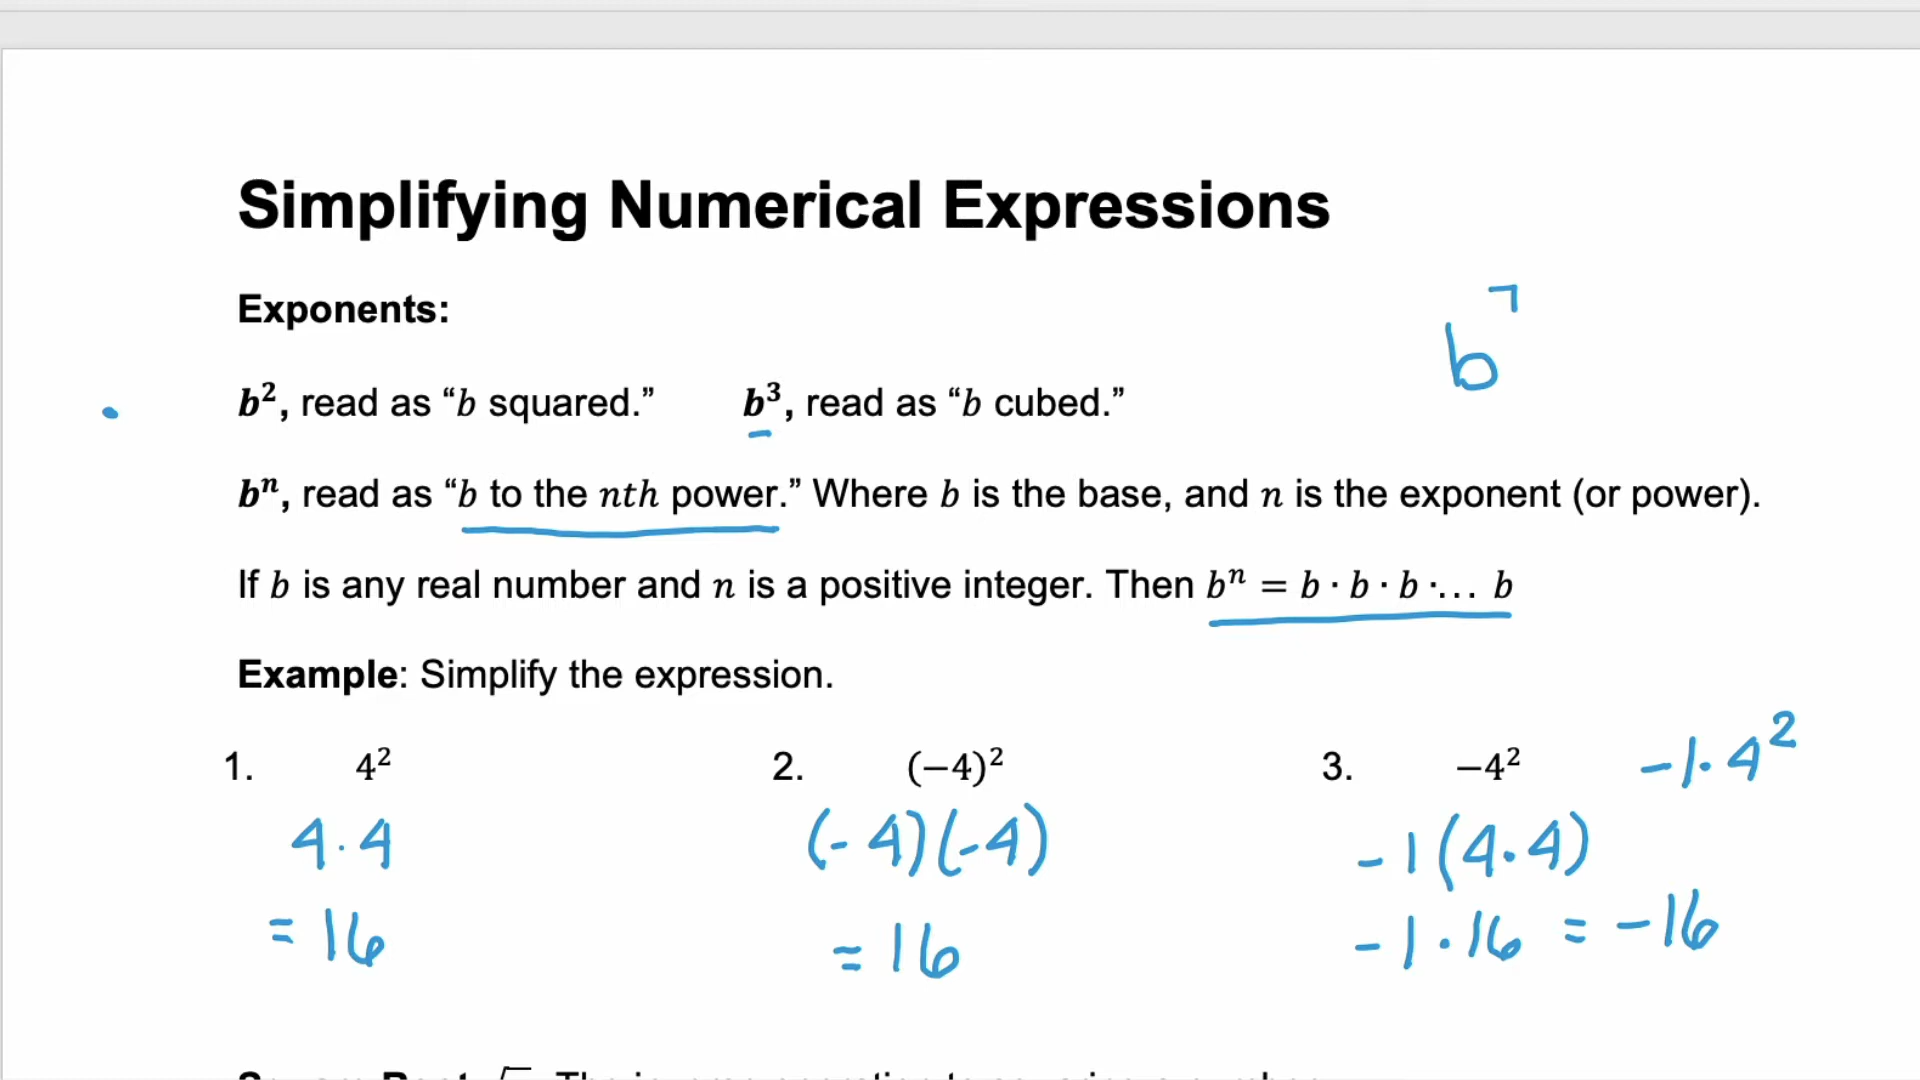 Simplifying Numerical Expressions
Exponents:
b⁷
b², read as “b squared.” b³, read as “b cubed.”
bⁿ, read as “b to the nth power.” Where b is the base, and n is the exponent (or power).
If b is any real number and n is a positive integer. Then bⁿ = b · b · b ·… b
Example: Simplify the expression.
1. 4² 2. (−4)² 3. −4² -1·4²
4·4 (-4)(-4) -1(4·4)
= 16 = 16 -1·16 = -16